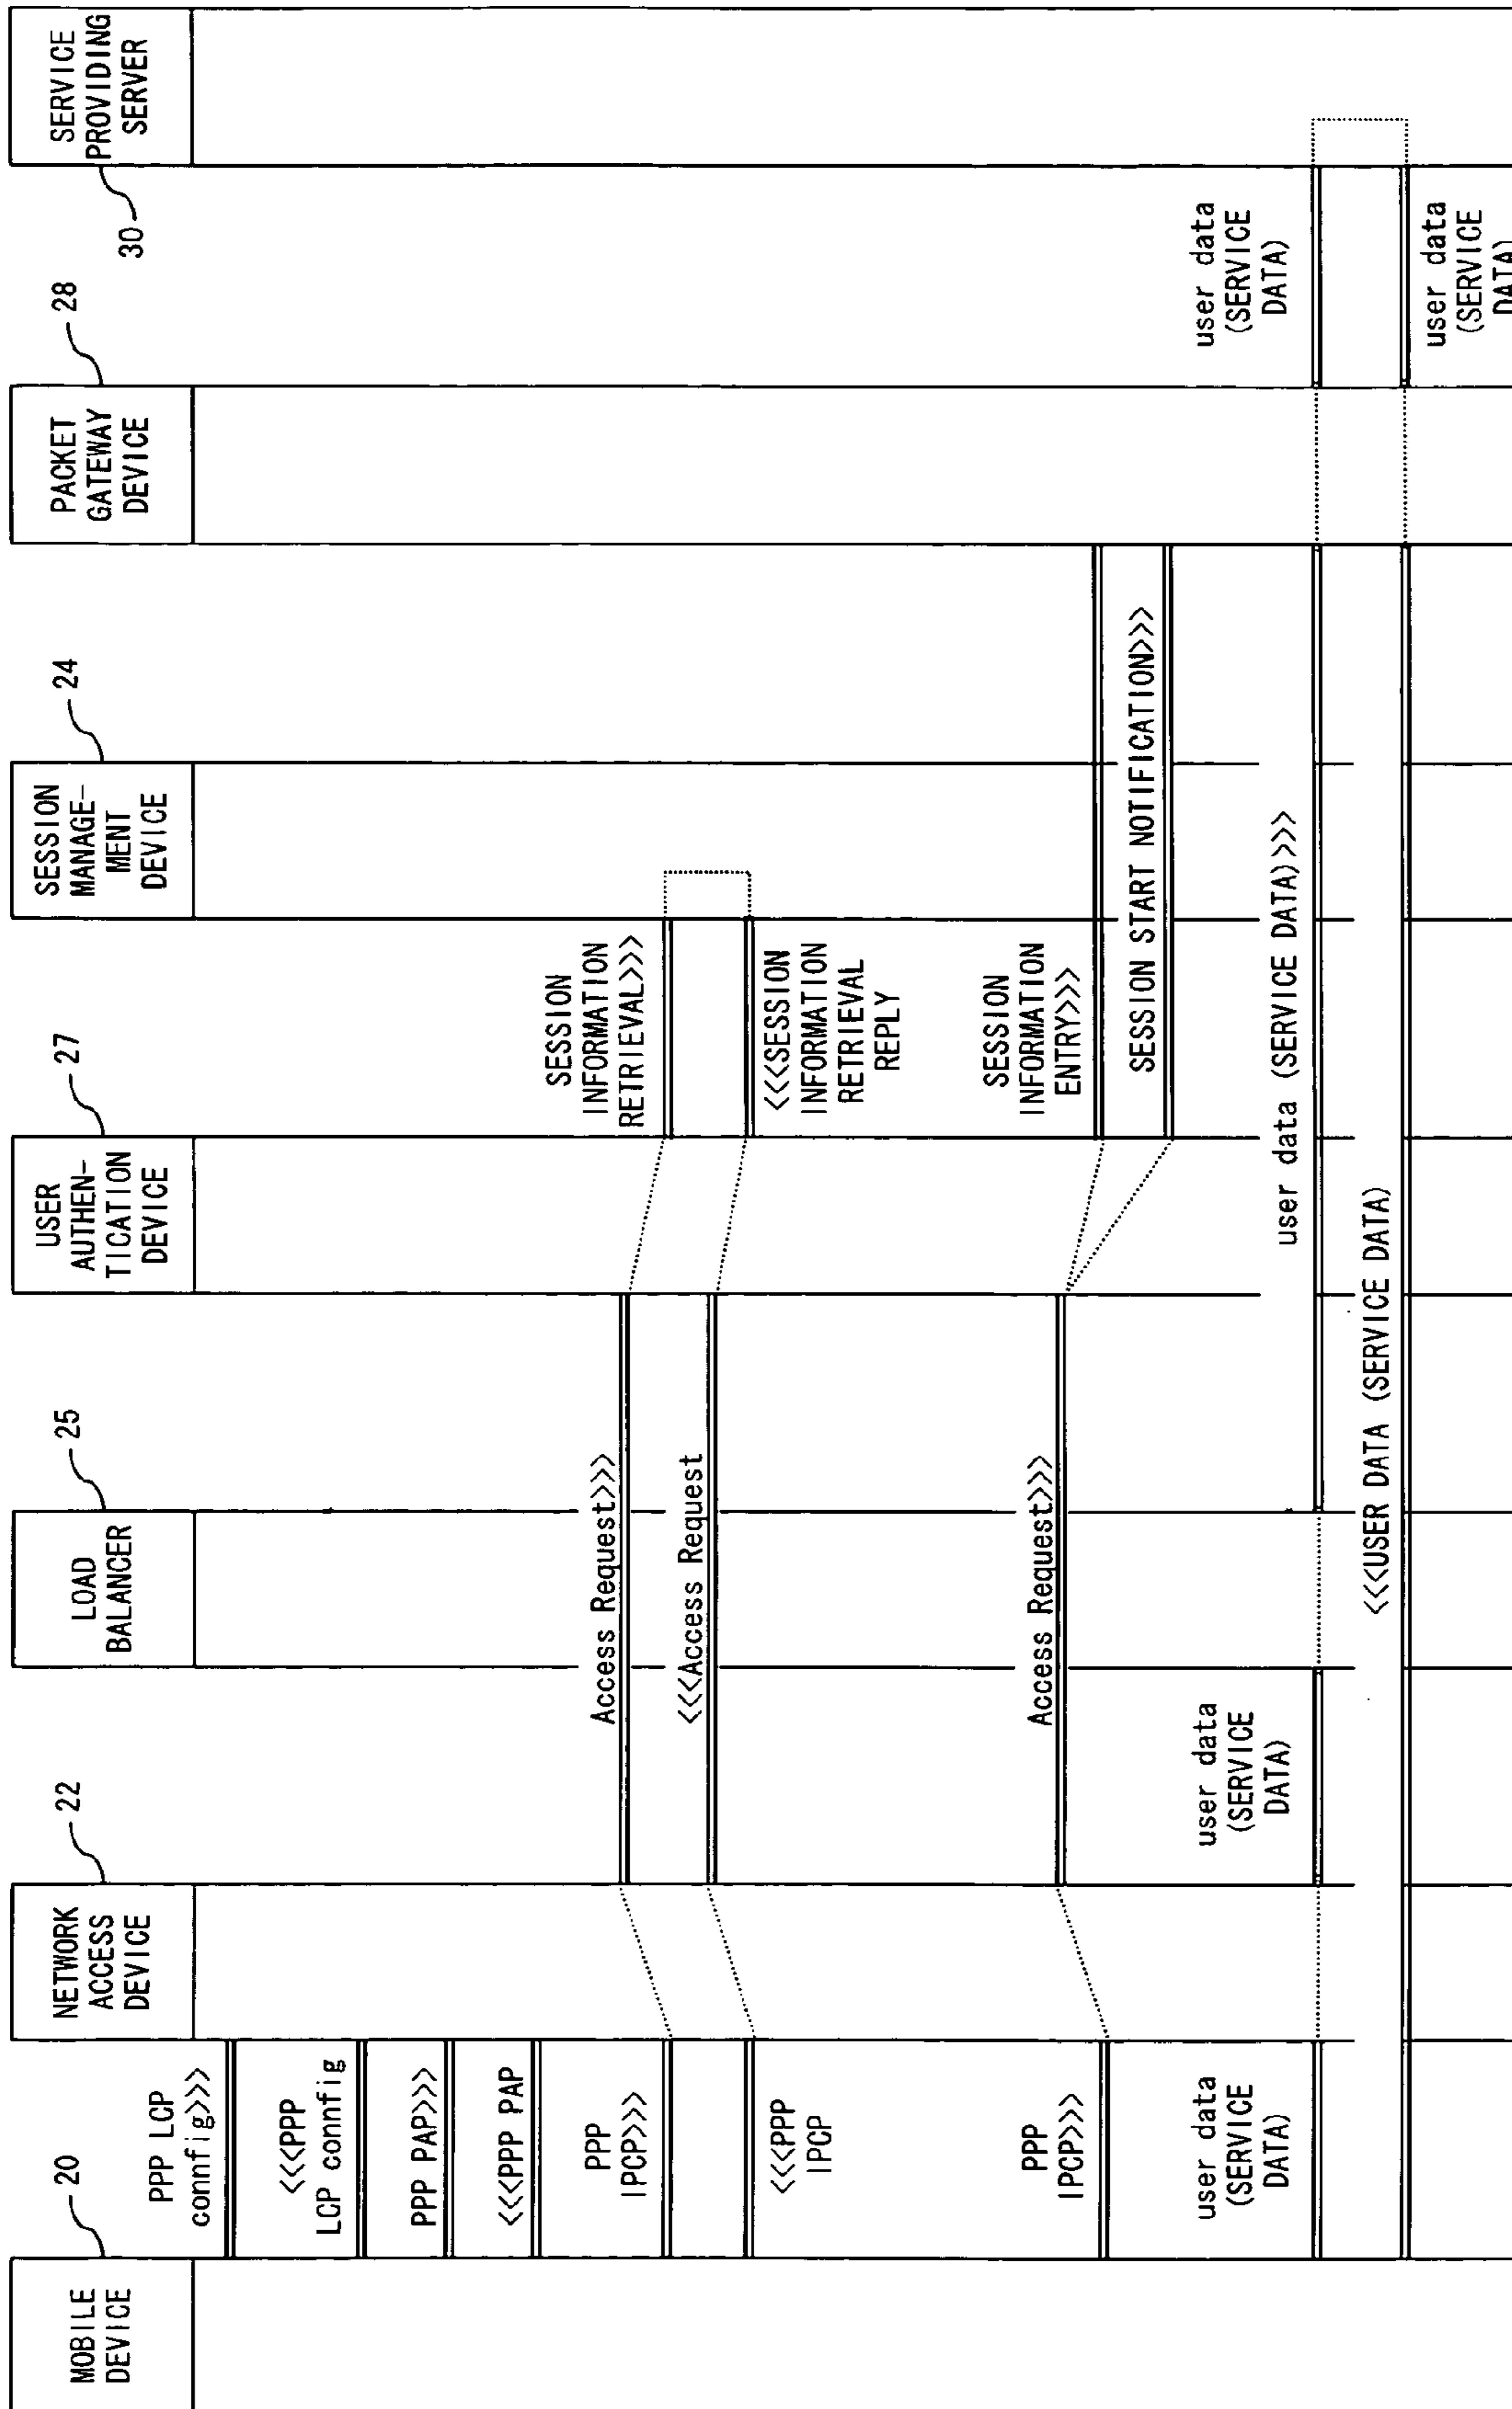 MOBILE
DEVICE
20
NETWORK
ACCESS
DEVICE
22
LOAD
BALANCER
25
USER
AUTHEN-
TICATION
DEVICE
27
SESSION
MANAGE-
MENT
DEVICE
24
PACKET
GATEWAY
DEVICE
28
SERVICE
PROVIDING
SERVER
30
PPP LCP
connfig>>>
<<<PPP
LCP connfig
PPP PAP>>>
<<<PPP PAP
PPP
IPCP>>>
Access Request>>>
SESSION
INFORMATION
RETRIEVAL>>>
<<<SESSION
INFORMATION
RETRIEVAL
REPLY
<<<Access Request
<<<PPP
IPCP
PPP
IPCP>>>
Access Request>>>
SESSION
INFORMATION
ENTRY>>>
SESSION START NOTIFICATION>>>
user data
(SERVICE
DATA)
user data
(SERVICE
DATA)
user data (SERVICE DATA)>>>
user data
(SERVICE
DATA)
<<<USER DATA (SERVICE DATA)
user data
(SERVICE
DATA)